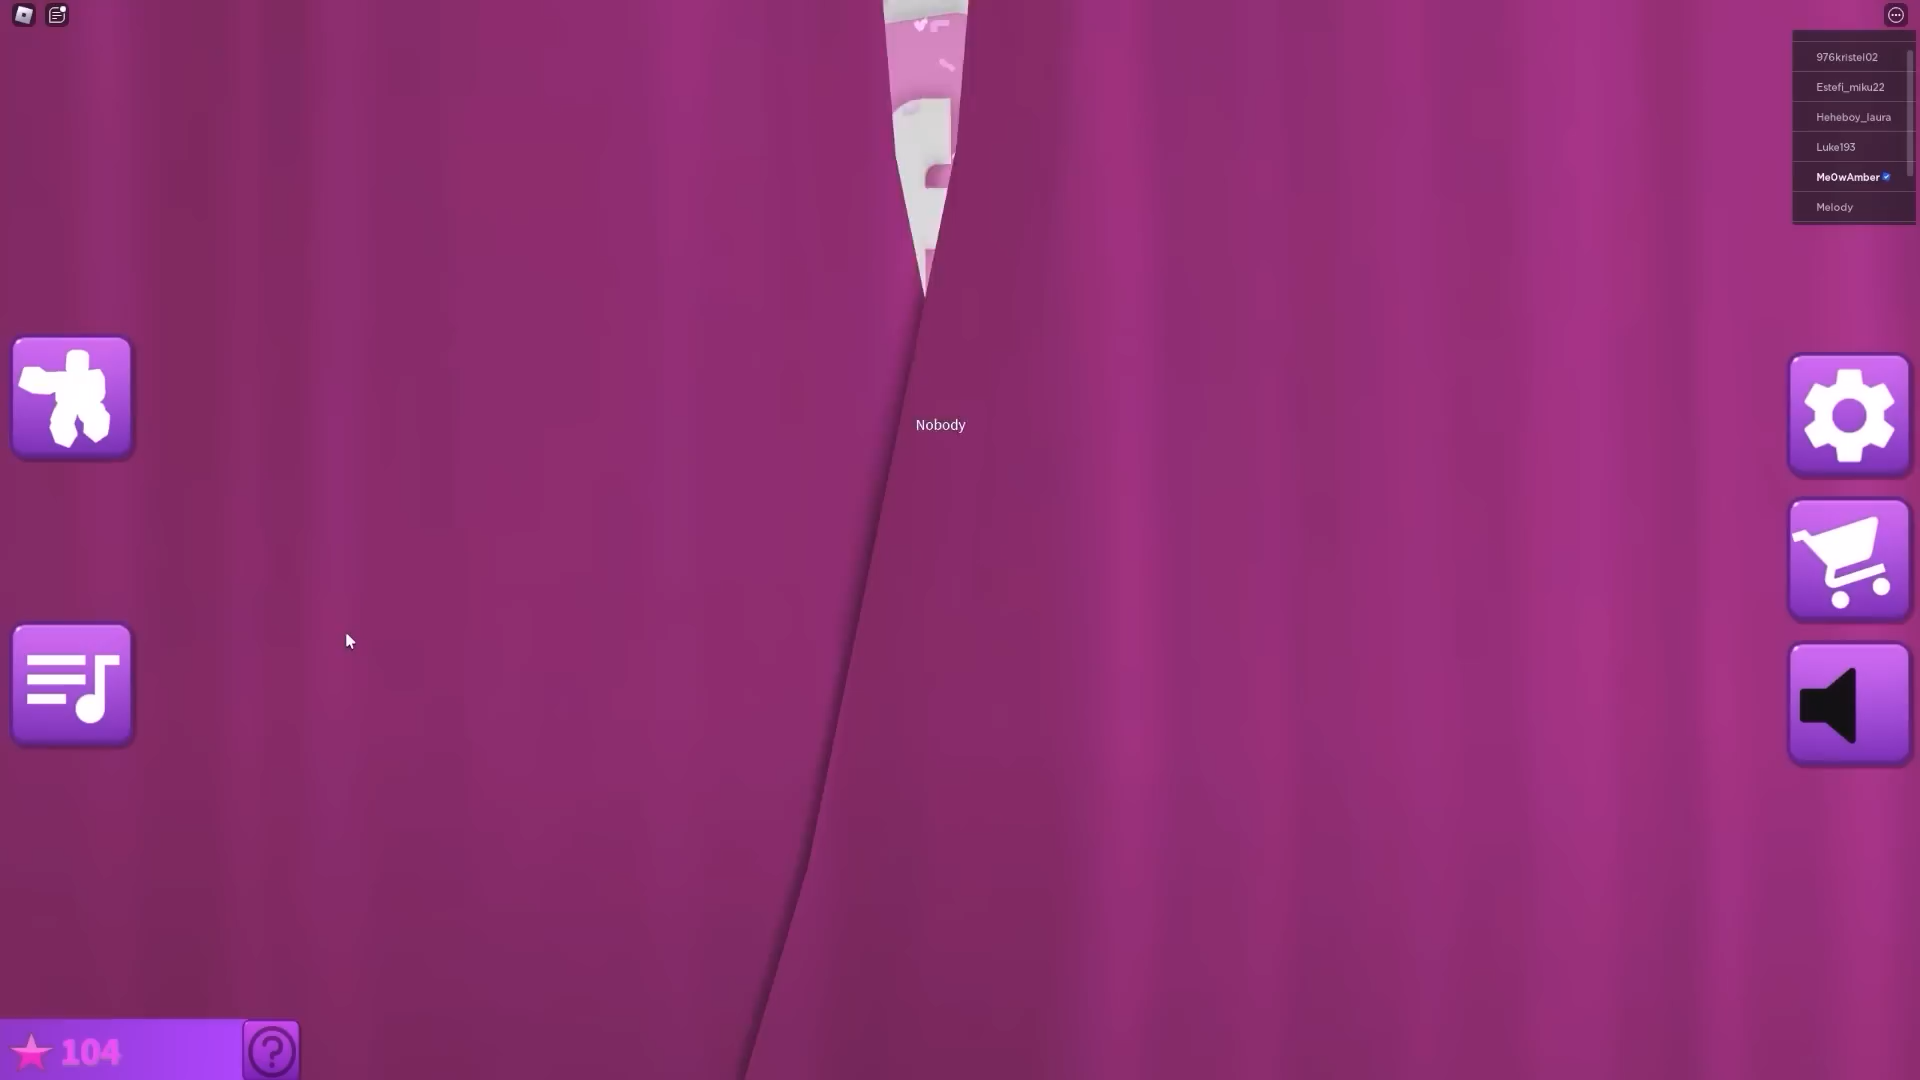 976kristel02
Estefi_miku22
Heheboy_laura
Luke193
MeOwAmber
Melody
Nobody
104
?